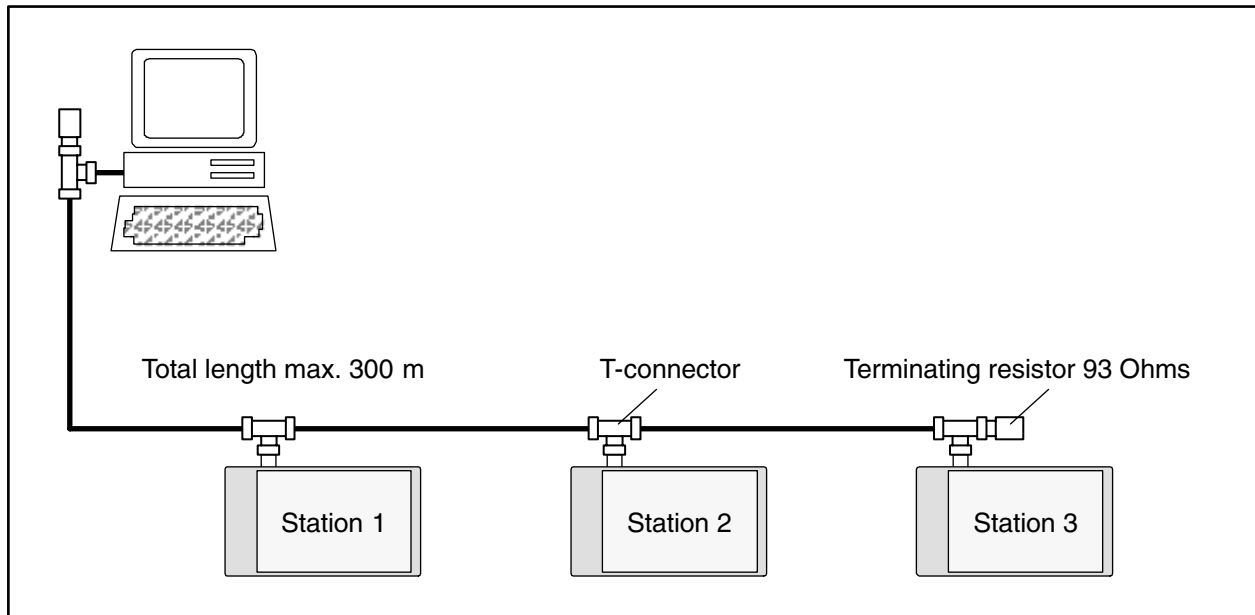 Total length max. 300 m
T-connector
Terminating resistor 93 Ohms
Station 1
Station 2
Station 3